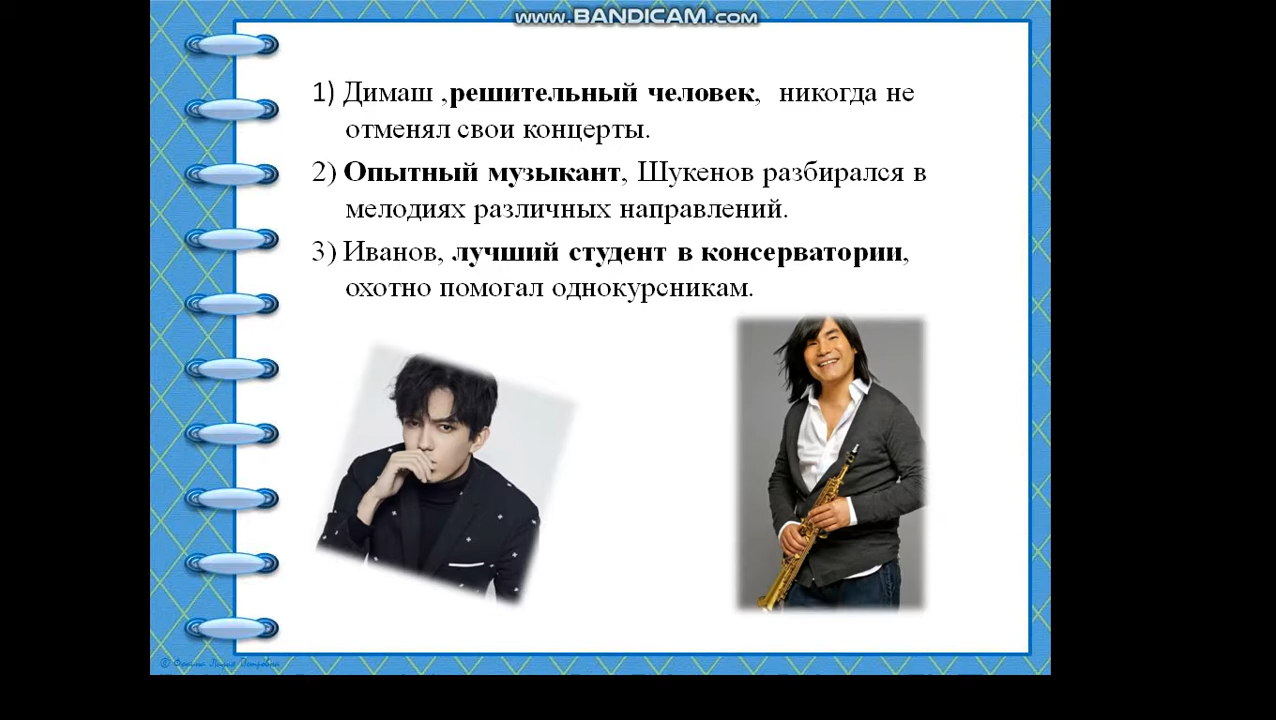 www.BANDICAM.com
1) Димаш ,решительный человек, никогда не
отменял свои концерты.
2) Опытный музыкант, Шукенов разбирался в
мелодиях различных направлений.
3) Иванов, лучший студент в консерватории,
охотно помогал однокурсникам.